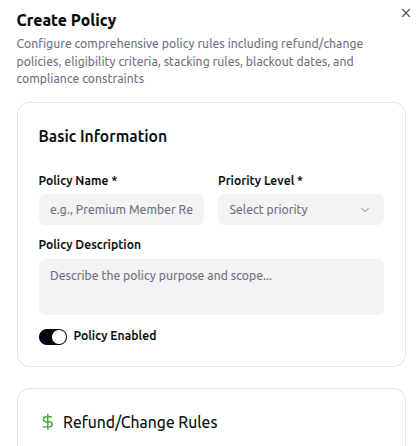 Create Policy
Configure comprehensive policy rules including refund/change
policies, eligibility criteria, stacking rules, blackout dates, and
compliance constraints
Basic Information
Policy Name *
Priority Level *
e.g., Premium Member Re
Select priority
Policy Description
Describe the policy purpose and scope...
Policy Enabled
$ Refund/Change Rules